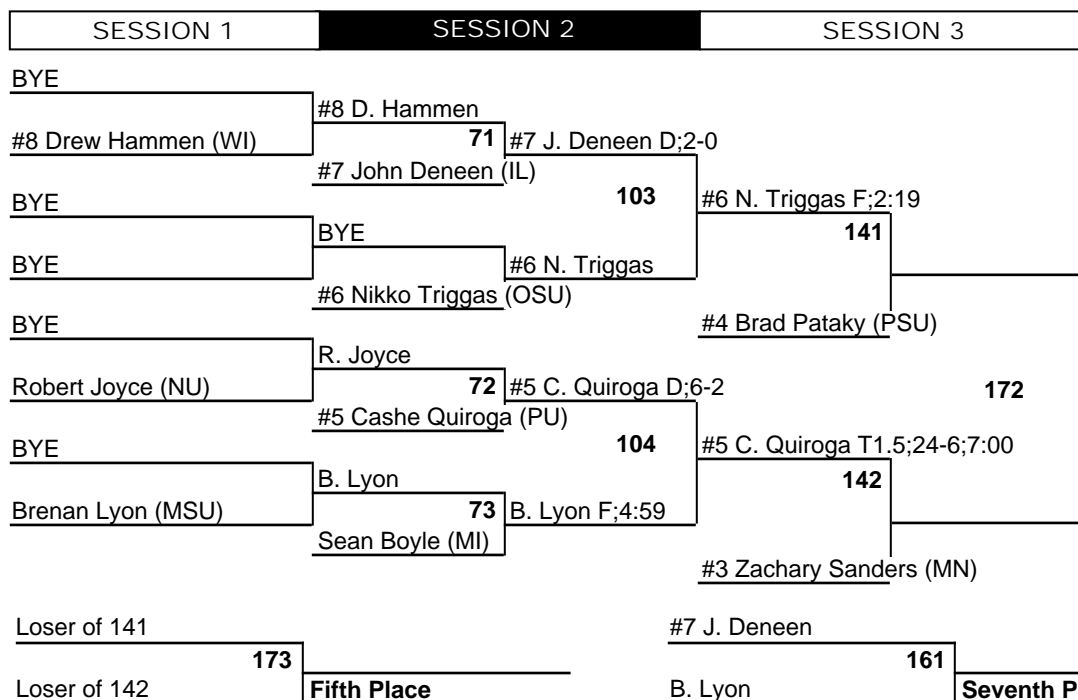 SESSION 1 SESSION 2 SESSION 3
BYE
#8 D. Hammen
#8 Drew Hammen (WI) 71 #7 J. Deneen D;2-0
#7 John Deneen (IL)
BYE 103 #6 N. Triggas F;2:19
BYE 141
BYE #6 N. Triggas
#6 Nikko Triggas (OSU)
BYE #4 Brad Pataky (PSU)
R. Joyce
Robert Joyce (NU) 72 #5 C. Quiroga D;6-2 172
#5 Cashe Quiroga (PU)
BYE 104 #5 C. Quiroga T1.5;24-6;7:00
B. Lyon 142
Brenan Lyon (MSU) 73 B. Lyon F;4:59
Sean Boyle (MI)
#3 Zachary Sanders (MN)
Loser of 141 #7 J. Deneen
173 161
Loser of 142 Fifth Place B. Lyon Seventh P